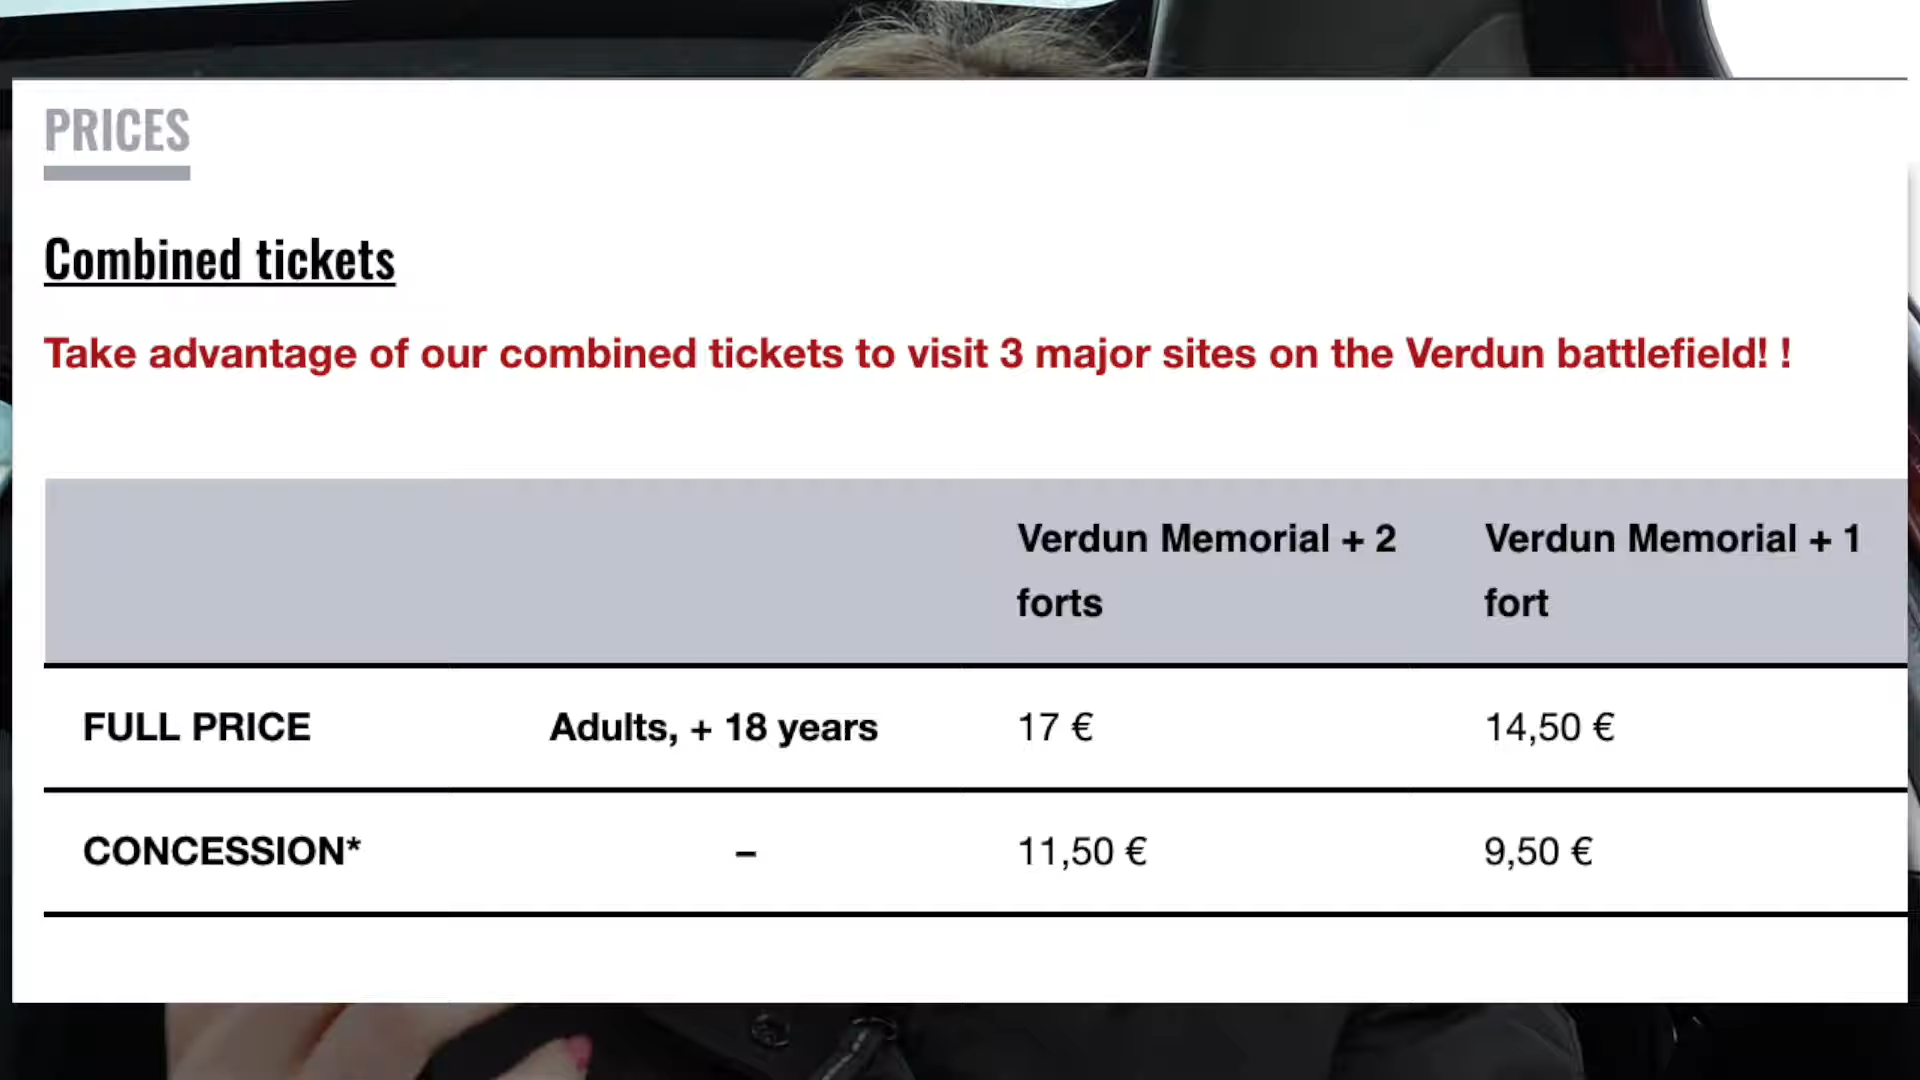 PRICES
Combined tickets
Take advantage of our combined tickets to visit 3 major sites on the Verdun battlefield! !
Verdun Memorial + 2 forts
Verdun Memorial + 1 fort
FULL PRICE Adults, + 18 years 17 € 14,50 €
CONCESSION* – 11,50 € 9,50 €